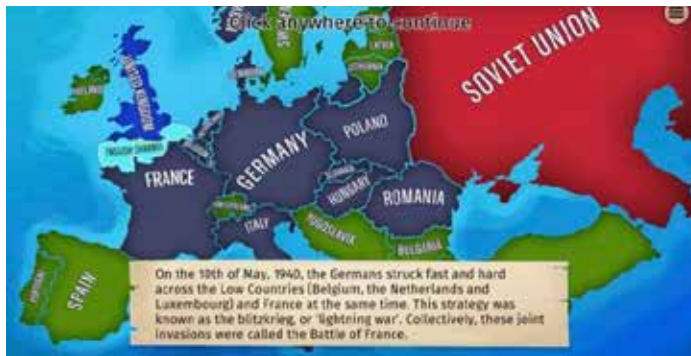 Click anywhere to continue
LATVIA
LITHUANIA
SOVIET UNION
IRELAND
UNITED KINGDOM
DENMARK
ENGLISH CHANNEL
GERMANY
POLAND
FRANCE
HUNGARY
ROMANIA
ITALY
YUGOSLAVIA
BULGARIA
PORTUGAL
SPAIN
On the 10th of May, 1940, the Germans struck fast and hard
across the Low Countries (Belgium, the Netherlands and
Luxembourg) and France at the same time. This strategy was
known as the blitzkrieg, or 'lightning war'. Collectively, these joint
invasions were called the Battle of France.